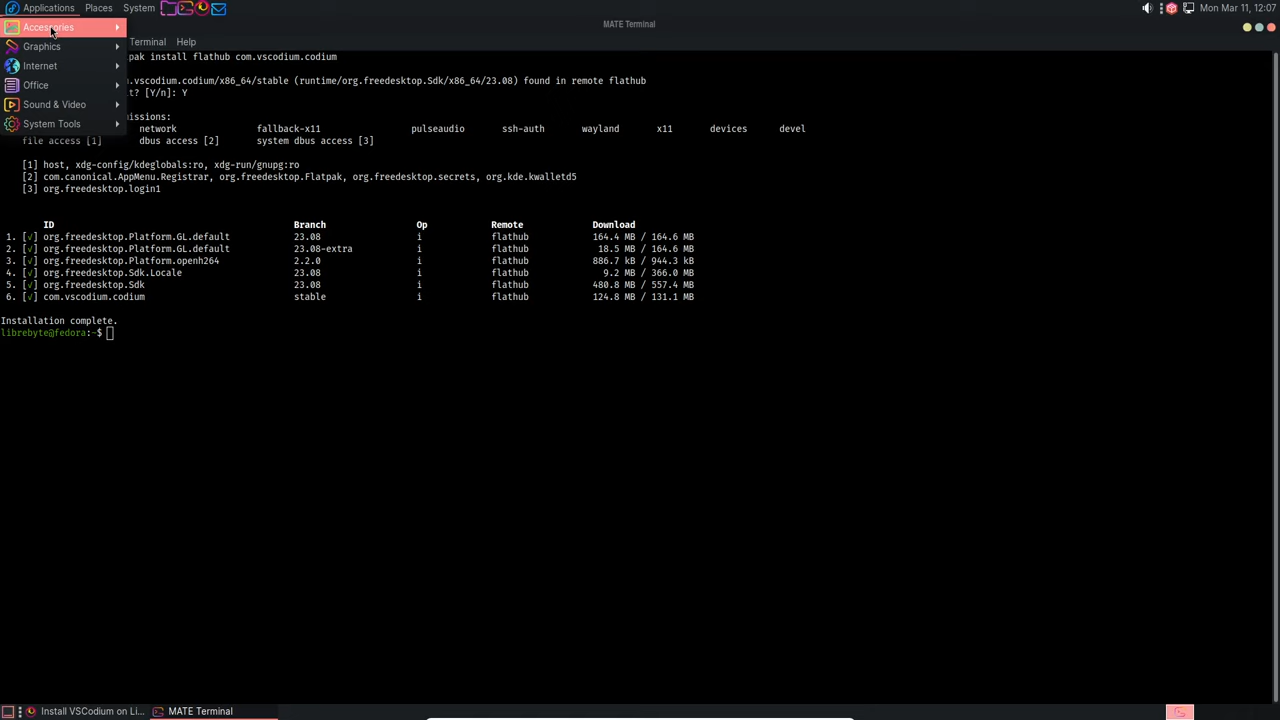 Applications Places System Mon Mar 11, 12:07
MATE Terminal
Accessories
Graphics
Internet
Office
Sound & Video
System Tools
Terminal Help
pak install flathub com.vscodium.codium
.vscodium.codium/x86_64/stable (runtime/org.freedesktop.Sdk/x86_64/23.08) found in remote flathub
t? [Y/n]: Y
missions:
network fallback-x11 pulseaudio ssh-auth wayland x11 devices devel
file access [1] dbus access [2] system dbus access [3]
[1] host, xdg-config/kdeglobals:ro, xdg-run/gnupg:ro
[2] com.canonical.AppMenu.Registrar, org.freedesktop.Flatpak, org.freedesktop.secrets, org.kde.kwalletd5
[3] org.freedesktop.login1
ID Branch Op Remote Download
1. [√] org.freedesktop.Platform.GL.default 23.08 i flathub 164.4 MB / 164.6 MB
2. [√] org.freedesktop.Platform.GL.default 23.08-extra i flathub 18.5 MB / 164.6 MB
3. [√] org.freedesktop.Platform.openh264 2.2.0 i flathub 886.7 kB / 944.3 kB
4. [√] org.freedesktop.Sdk.Locale 23.08 i flathub 9.2 MB / 366.0 MB
5. [√] org.freedesktop.Sdk 23.08 i flathub 480.8 MB / 557.4 MB
6. [√] com.vscodium.codium stable i flathub 124.8 MB / 131.1 MB
Installation complete.
librebyte@fedora:~$
Install VSCodium on Li... MATE Terminal